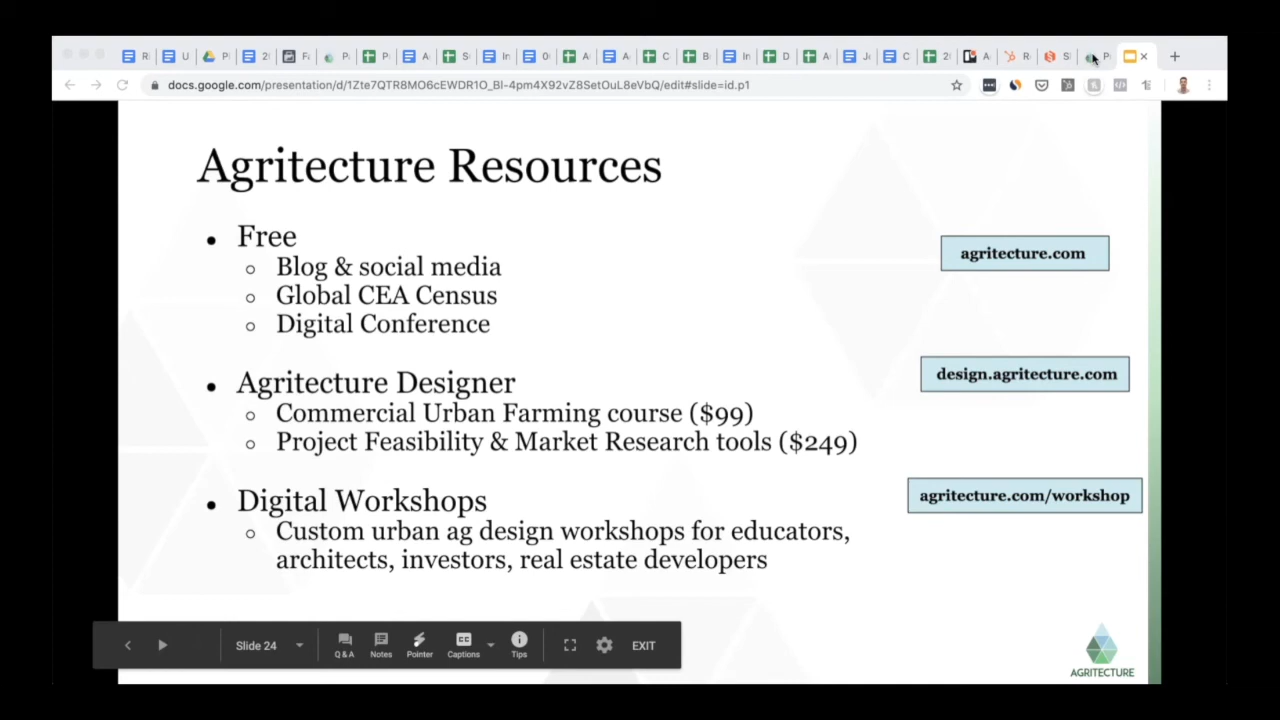 docs.google.com/presentation/d/1Zte7QTR8MO6cEWDR1O_Bl-4pm4X92vZ8SetOuL8eVbQ/edit#slide=id.p1
Agritecture Resources
Free
Blog & social media
Global CEA Census
Digital Conference
agritecture.com
Agritecture Designer
Commercial Urban Farming course ($99)
Project Feasibility & Market Research tools ($249)
design.agritecture.com
Digital Workshops
Custom urban ag design workshops for educators,
architects, investors, real estate developers
agritecture.com/workshop
Slide 24
Q & A
Notes
Pointer
CC
Captions
Tips
EXIT
AGRITECTURE